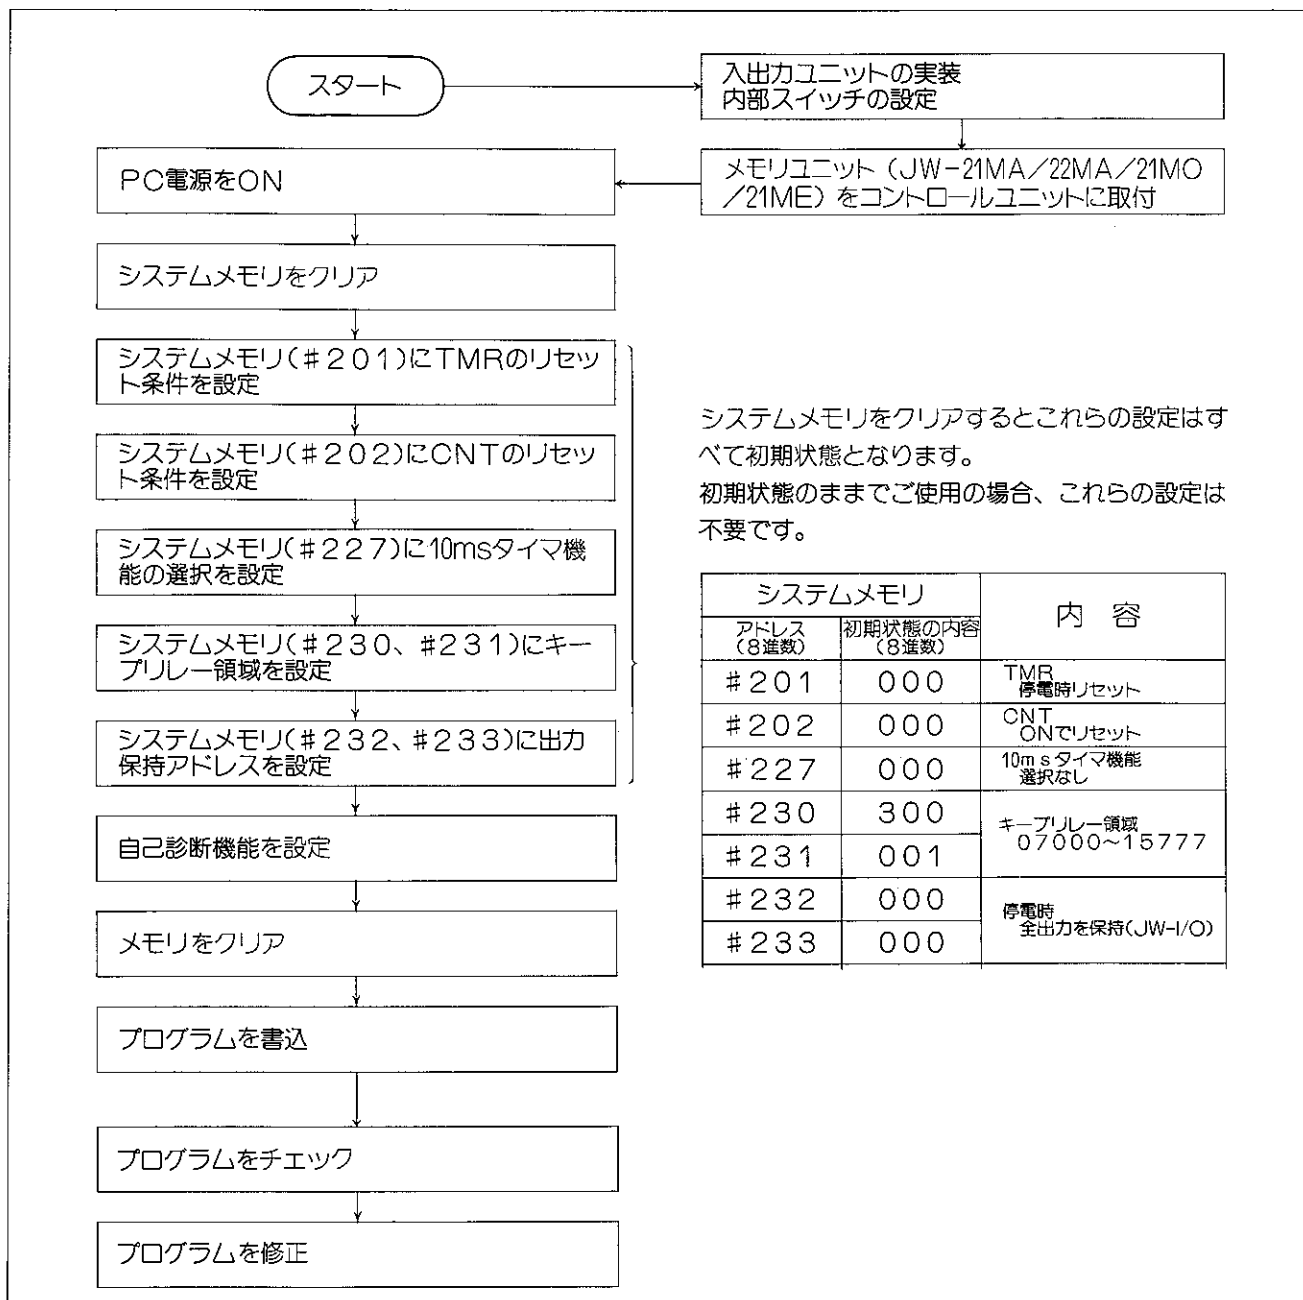 スタート
入出力ユニットの実装
内部スイッチの設定
メモリユニット（JW-21MA／22MA／21MO
／21ME）をコントロールユニットに取付
PC電源をON
システムメモリをクリア
システムメモリ(#201)にTMRのリセッ
ト条件を設定
システムメモリ(#202)にCNTのリセッ
ト条件を設定
システムメモリ(#227)に10msタイマ機
能の選択を設定
システムメモリ(#230、#231)にキー
プリレー領域を設定
システムメモリ(#232、#233)に出力
保持アドレスを設定
自己診断機能を設定
メモリをクリア
プログラムを書込
プログラムをチェック
プログラムを修正
システムメモリをクリアするとこれらの設定はす
べて初期状態となります。
初期状態のままでご使用の場合、これらの設定は
不要です。
システムメモリ
内 容
アドレス
(8進数)
初期状態の内容
(8進数)
#201 000 TMR
停電時リセット
#202 000 CNT
ONでリセット
#227 000 10msタイマ機能
選択なし
#230 300
キープリレー領域
07000～15777
#231 001
#232 000
停電時
全出力を保持(JW-I/O)
#233 000